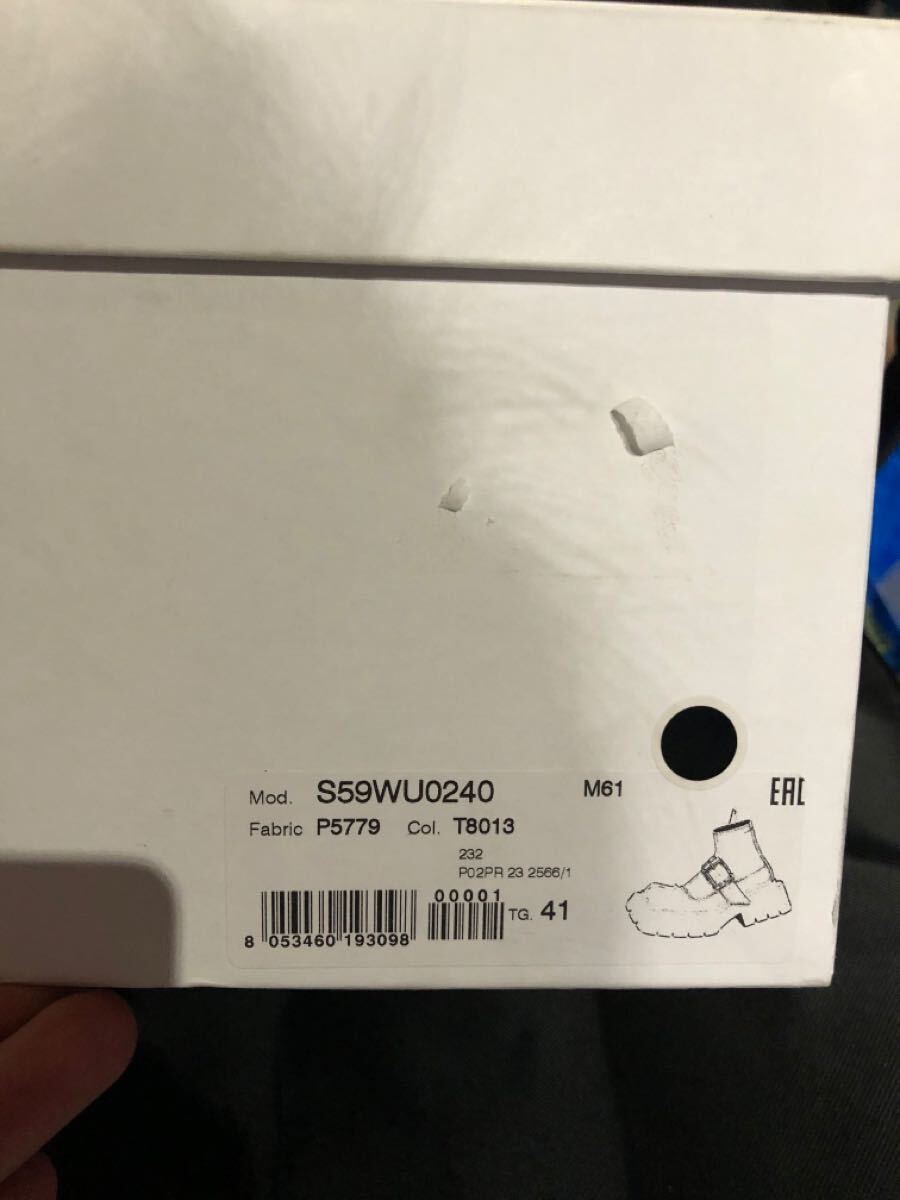 Mod. S59WU0240 M61 EAC
Fabric P5779 Col. T8013
232
P02PR 23 2566/1
00001
TG. 41
8 053460 193098